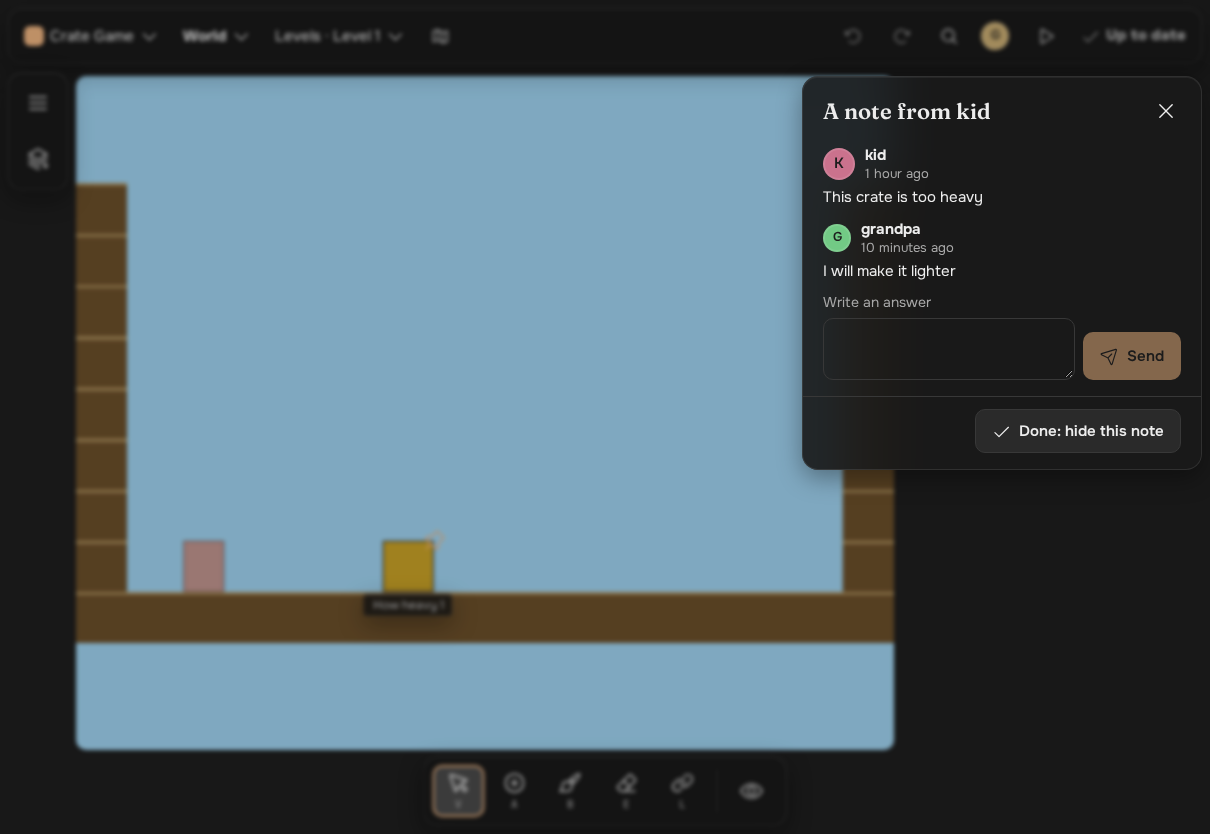 Crate Game
World
Levels · Level 1
Up to date
A note from kid
K
kid
1 hour ago
This crate is too heavy
G
grandpa
10 minutes ago
I will make it lighter
Write an answer
Send
Done: hide this note
B
E
L